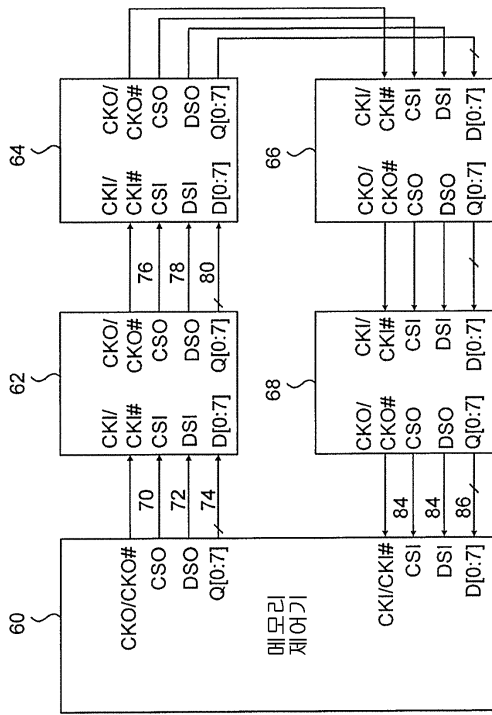 60
메모리
제어기
CKO/CKO#
CSO
DSO
Q[0:7]
CKI/CKI#
CSI
DSI
D[0:7]
70
72
74
62
CKI/
CKI#
CSI
DSI
D[0:7]
CKO/
CKO#
CSO
DSO
Q[0:7]
76
78
80
64
CKI/
CKI#
CSI
DSI
D[0:7]
CKO/
CKO#
CSO
DSO
Q[0:7]
66
CKO/
CKO#
CSO
DSO
Q[0:7]
CKI/
CKI#
CSI
DSI
D[0:7]
68
CKO/
CKO#
CSO
DSO
Q[0:7]
CKI/
CKI#
CSI
DSI
D[0:7]
84
84
86